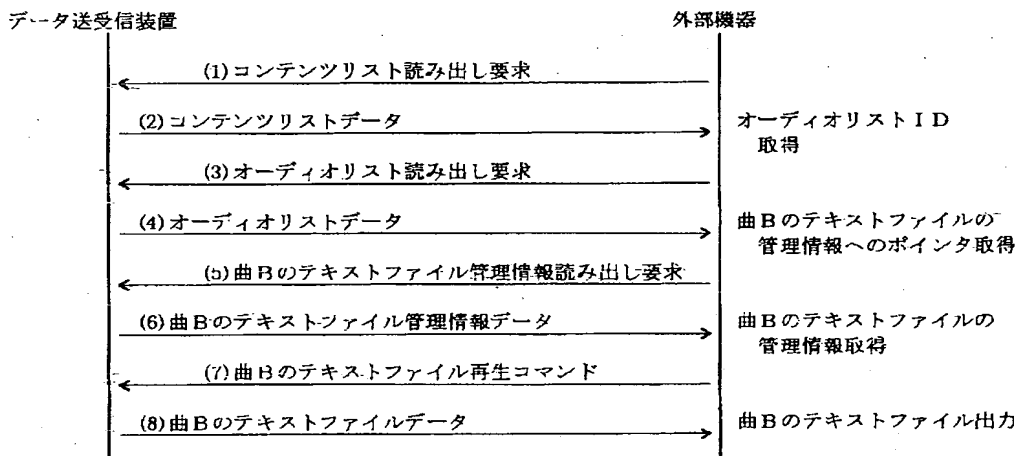 データ送受信装置
外部機器
(1)コンテンツリスト読み出し要求
(2)コンテンツリストデータ
オーディオリストＩＤ
取得
(3)オーディオリスト読み出し要求
(4)オーディオリストデータ
曲Ｂのテキストファイルの
管理情報へのポインタ取得
(5)曲Ｂのテキストファイル管理情報読み出し要求
(6)曲Ｂのテキストファイル管理情報データ
曲Ｂのテキストファイルの
管理情報取得
(7)曲Ｂのテキストファイル再生コマンド
(8)曲Ｂのテキストファイルデータ
曲Ｂのテキストファイル出力